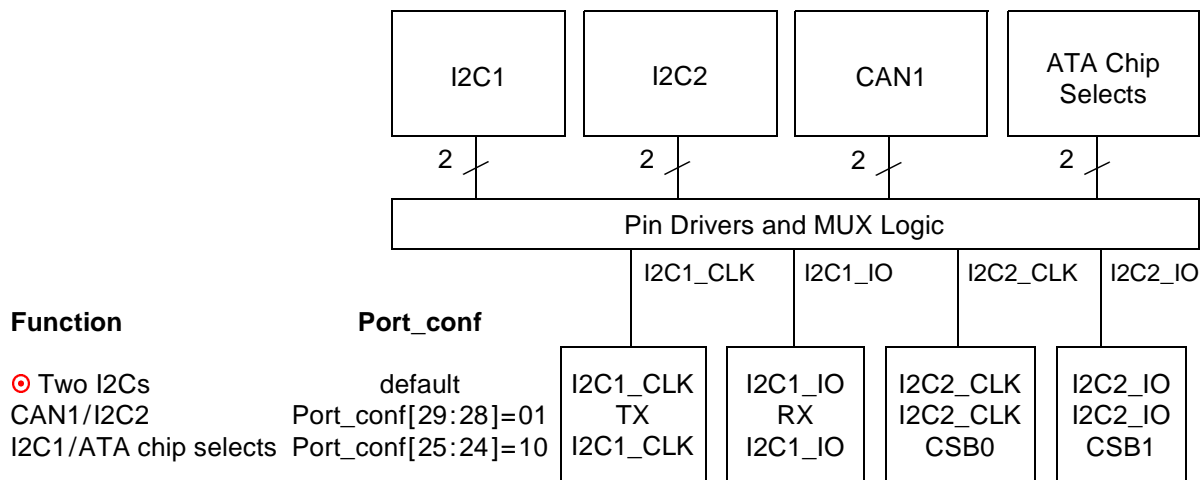 I2C1
I2C2
CAN1
ATA Chip
Selects
2
2
2
2
Pin Drivers and MUX Logic
I2C1_CLK
I2C1_IO
I2C2_CLK
I2C2_IO
Function Port_conf
Two I2Cs default I2C1_CLK I2C1_IO I2C2_CLK I2C2_IO
CAN1/I2C2 Port_conf[29:28]=01 TX RX I2C2_CLK I2C2_IO
I2C1/ATA chip selects Port_conf[25:24]=10 I2C1_CLK I2C1_IO CSB0 CSB1